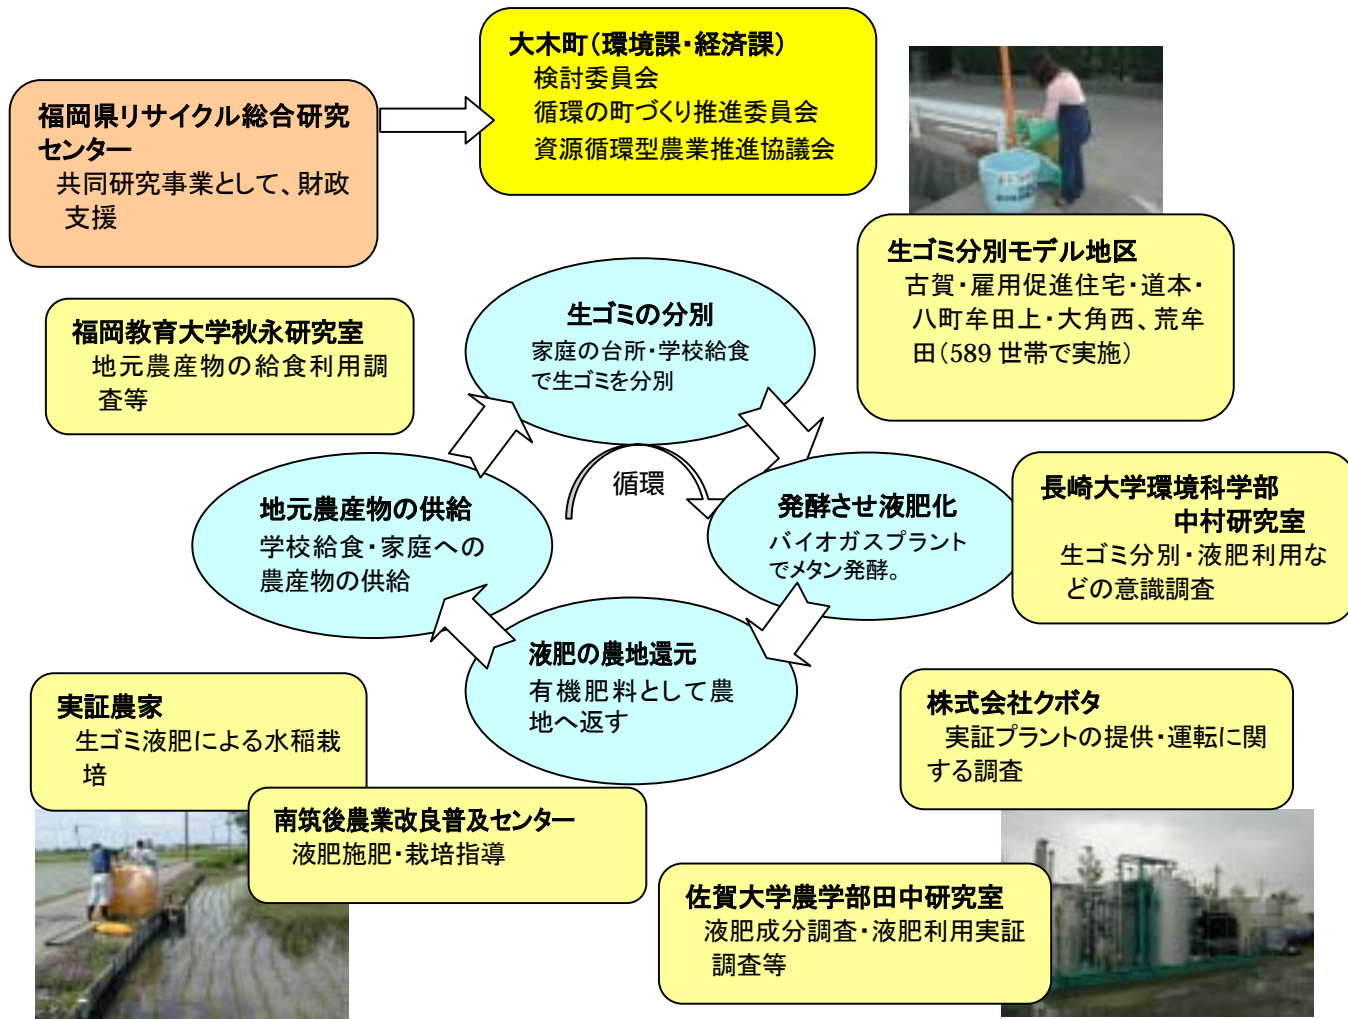 大木町（環境課・経済課）
検討委員会
循環の町づくり推進委員会
資源循環型農業推進協議会
福岡県リサイクル総合研究
センター
共同研究事業として、財政
支援
生ゴミ分別モデル地区
古賀・雇用促進住宅・道本・
八町牟田上・大角西、荒牟
田（589 世帯で実施）
福岡教育大学秋永研究室
地元農産物の給食利用調
査等
生ゴミの分別
家庭の台所・学校給食
で生ゴミを分別
循環
地元農産物の供給
学校給食・家庭への
農産物の供給
発酵させ液肥化
バイオガスプラント
でメタン発酵。
長崎大学環境科学部
中村研究室
生ゴミ分別・液肥利用な
どの意識調査
液肥の農地還元
有機肥料として農
地へ返す
実証農家
生ゴミ液肥による水稲栽
培
株式会社クボタ
実証プラントの提供・運転に関
する調査
南筑後農業改良普及センター
液肥施肥・栽培指導
佐賀大学農学部田中研究室
液肥成分調査・液肥利用実証
調査等